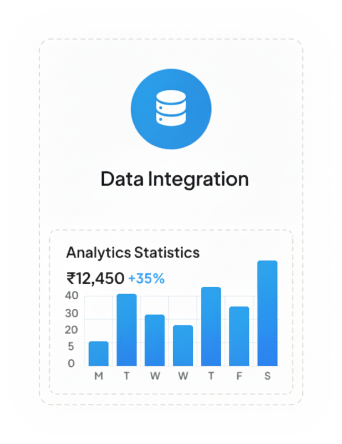 Data Integration
Analytics Statistics
₹12,450 +35%
40
30
20
5
0
M T W W T F S